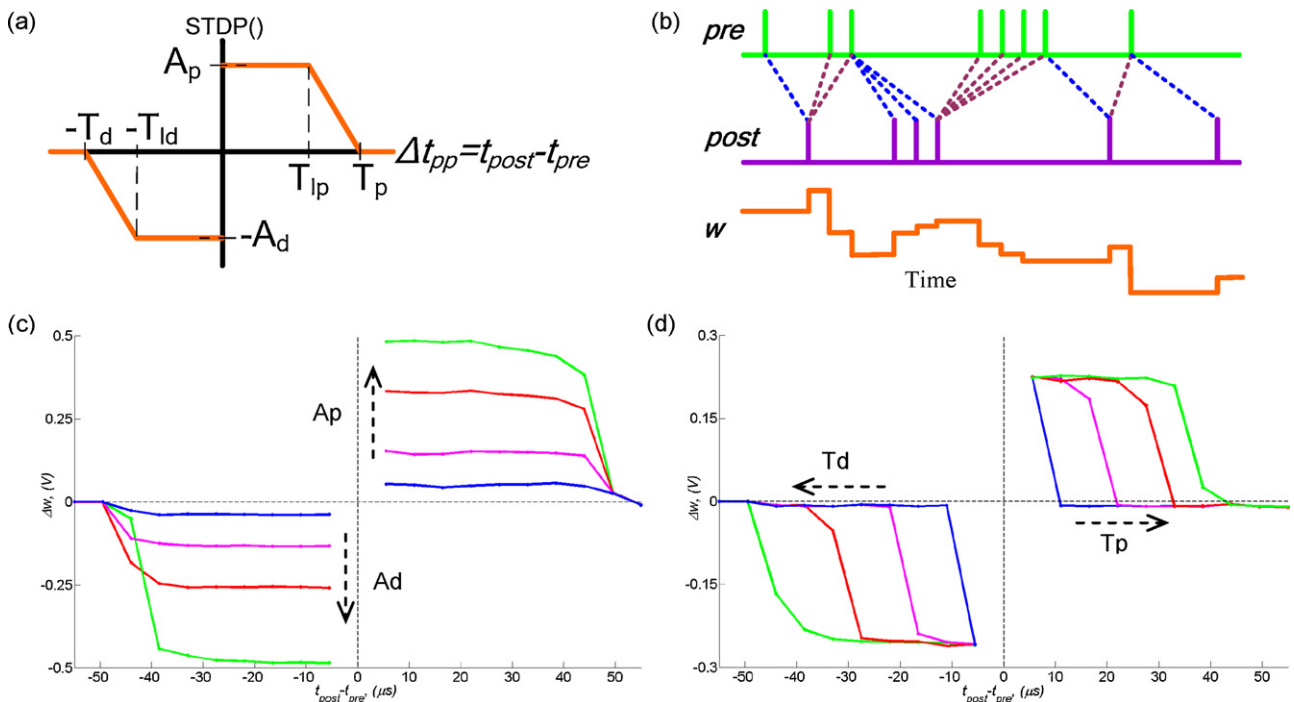 (a)
STDP()
Ap
-Td
-Tld
Δtpp=tpost-tpre
Tlp
Tp
-Ad
(b)
pre
post
w
Time
(c)
0.5
0.25
0
-0.25
-0.5
Δw, (V)
Ap
Ad
-50 -40 -30 -20 -10 0 10 20 30 40 50
tpost-tpre, (μs)
(d)
0.3
0.15
0
-0.15
-0.3
Δw, (V)
Td
Tp
-50 -40 -30 -20 -10 0 10 20 30 40 50
tpost-tpre, (μs)